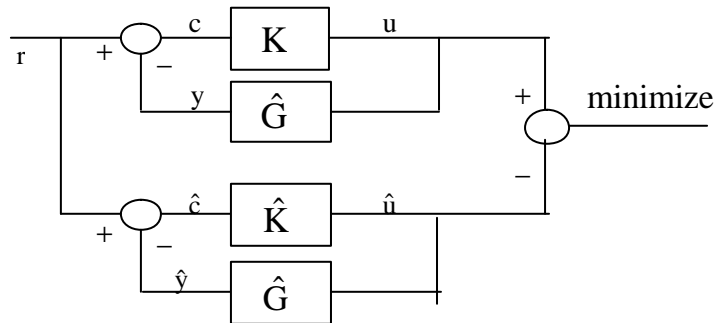 c K u
r + −
y Ĝ
+ minimize
−
ĉ K̂ û
+ −
ŷ Ĝ